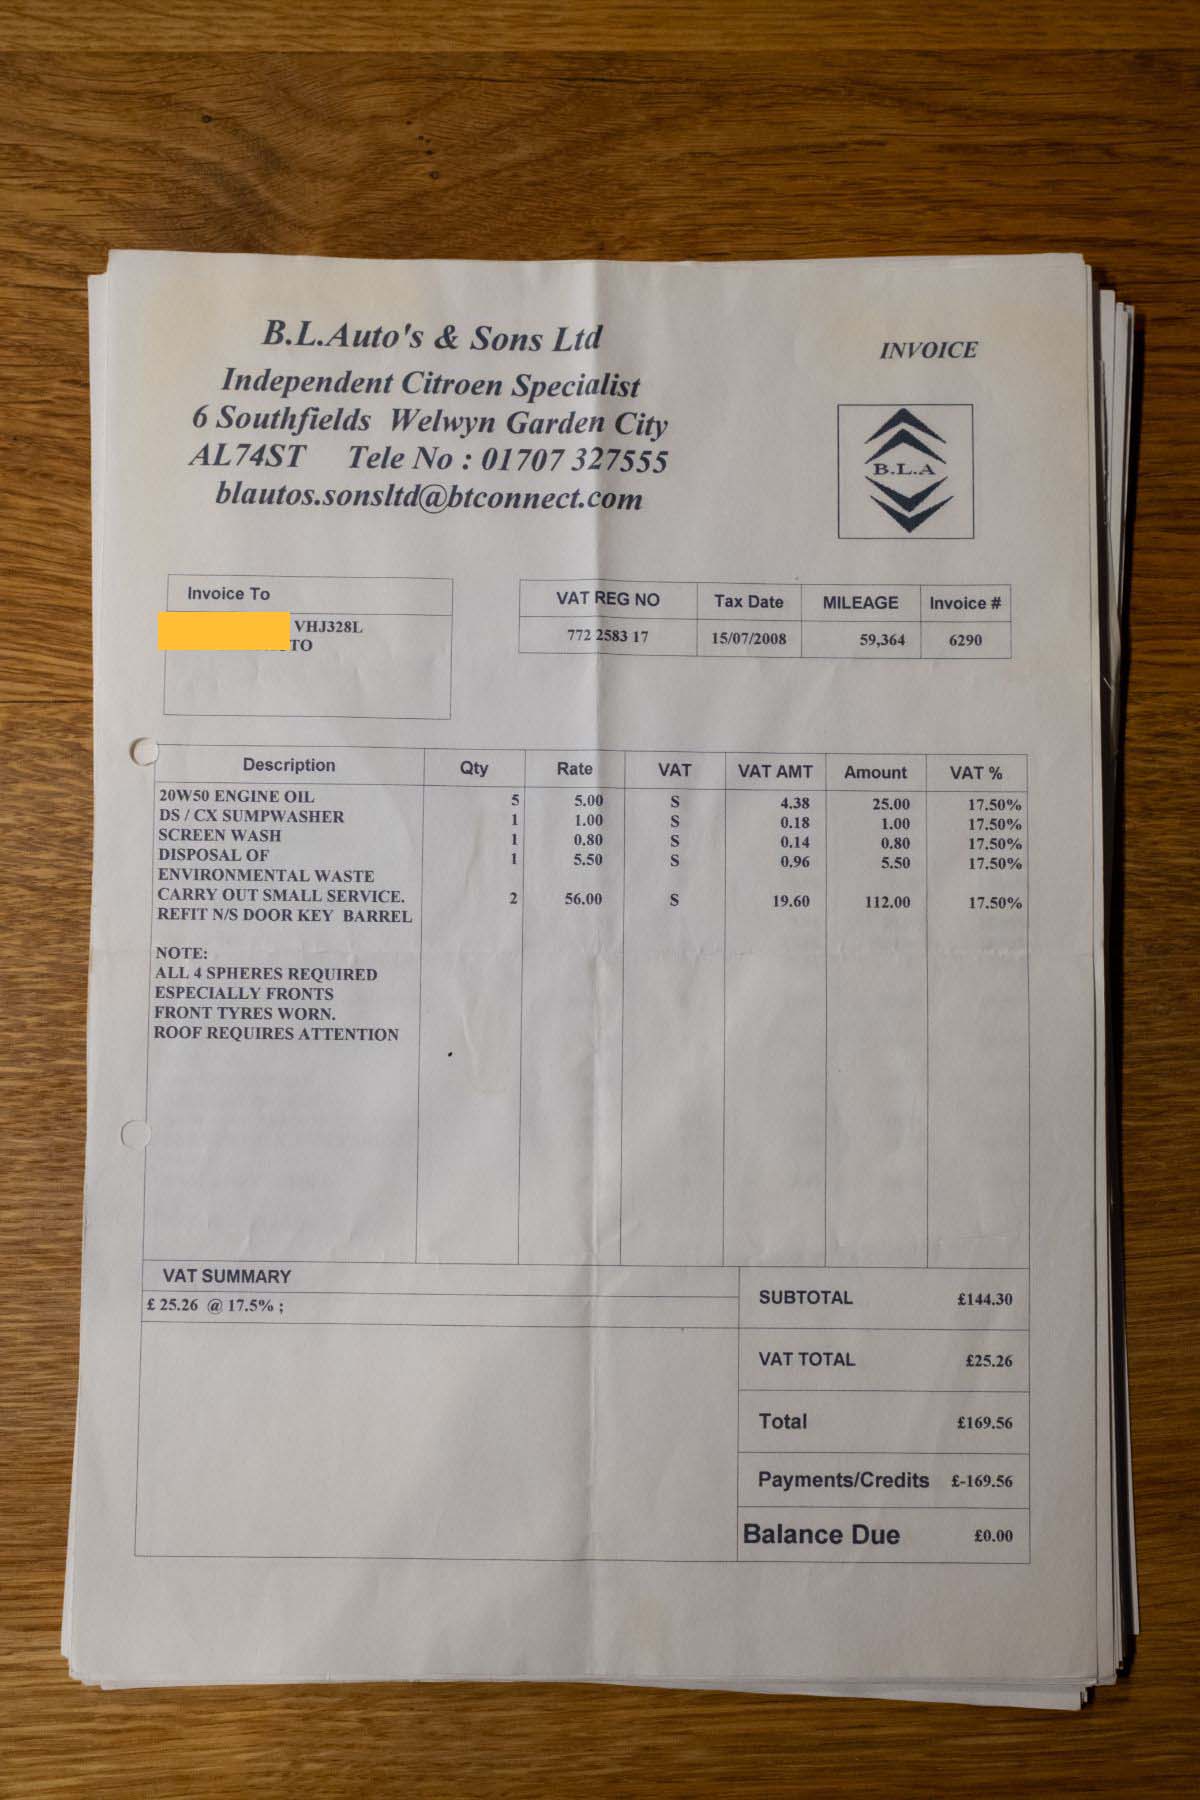 B.L.Auto's & Sons Ltd
INVOICE
Independent Citroen Specialist
6 Southfields Welwyn Garden City
AL74ST Tele No : 01707 327555
blautos.sonsltd@btconnect.com
B.L.A
Invoice To
VHJ328L
TO
VAT REG NO Tax Date MILEAGE Invoice #
772 2583 17 15/07/2008 59,364 6290
Description Qty Rate VAT VAT AMT Amount VAT %
20W50 ENGINE OIL 5 5.00 S 4.38 25.00 17.50%
DS / CX SUMPWASHER 1 1.00 S 0.18 1.00 17.50%
SCREEN WASH 1 0.80 S 0.14 0.80 17.50%
DISPOSAL OF 1 5.50 S 0.96 5.50 17.50%
ENVIRONMENTAL WASTE
CARRY OUT SMALL SERVICE. 2 56.00 S 19.60 112.00 17.50%
REFIT N/S DOOR KEY BARREL
NOTE:
ALL 4 SPHERES REQUIRED
ESPECIALLY FRONTS
FRONT TYRES WORN.
ROOF REQUIRES ATTENTION
VAT SUMMARY
£ 25.26 @ 17.5% ;
SUBTOTAL £144.30
VAT TOTAL £25.26
Total £169.56
Payments/Credits £-169.56
Balance Due £0.00